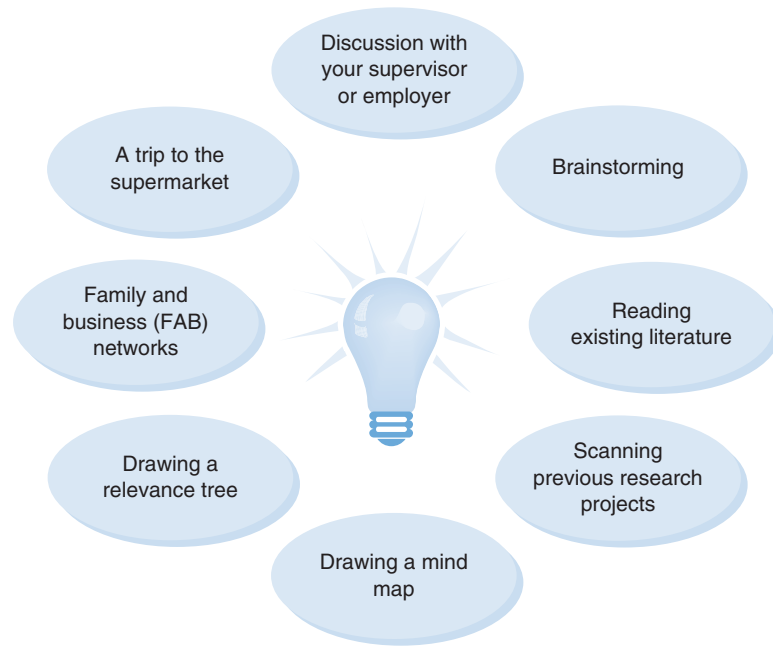 Discussion with
your supervisor
or employer
Brainstorming
Reading
existing literature
Scanning
previous research
projects
Drawing a mind
map
Drawing a
relevance tree
Family and
business (FAB)
networks
A trip to the
supermarket